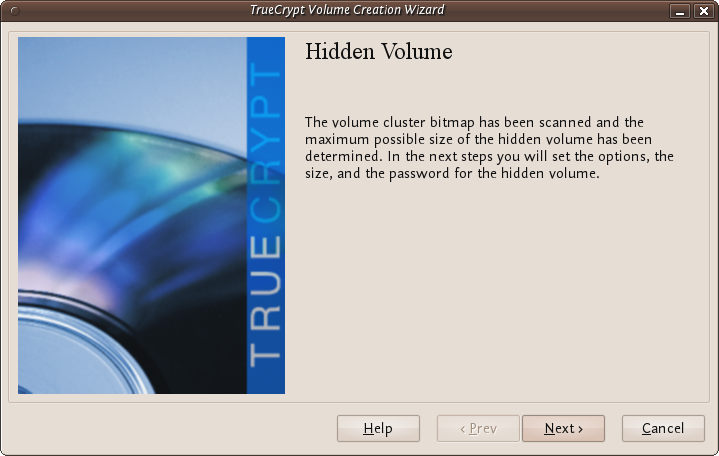 TrueCrypt Volume Creation Wizard
TRUECRYPT
Hidden Volume
The volume cluster bitmap has been scanned and the
maximum possible size of the hidden volume has been
determined. In the next steps you will set the options, the
size, and the password for the hidden volume.
Help
‹ Prev
Next ›
Cancel